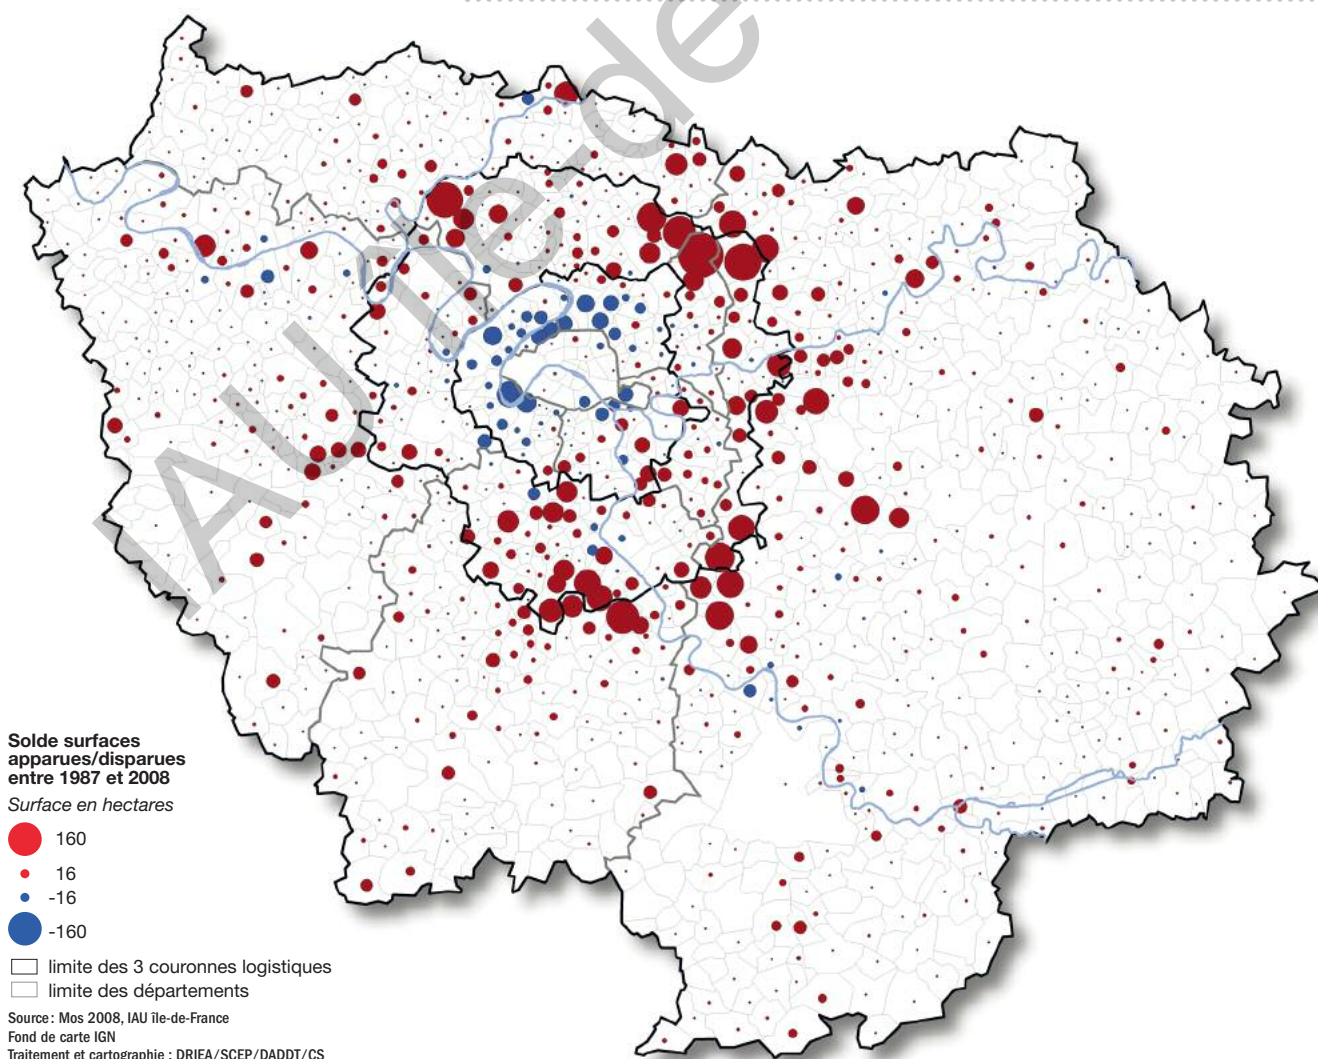 IAU île-de
Solde surfaces
apparues/disparues
entre 1987 et 2008
Surface en hectares
160
16
-16
-160
limite des 3 couronnes logistiques
limite des départements
Source : Mos 2008, IAU île-de-France
Fond de carte IGN
Traitement et cartographie : DRIEA/SCEP/DADDT/CS